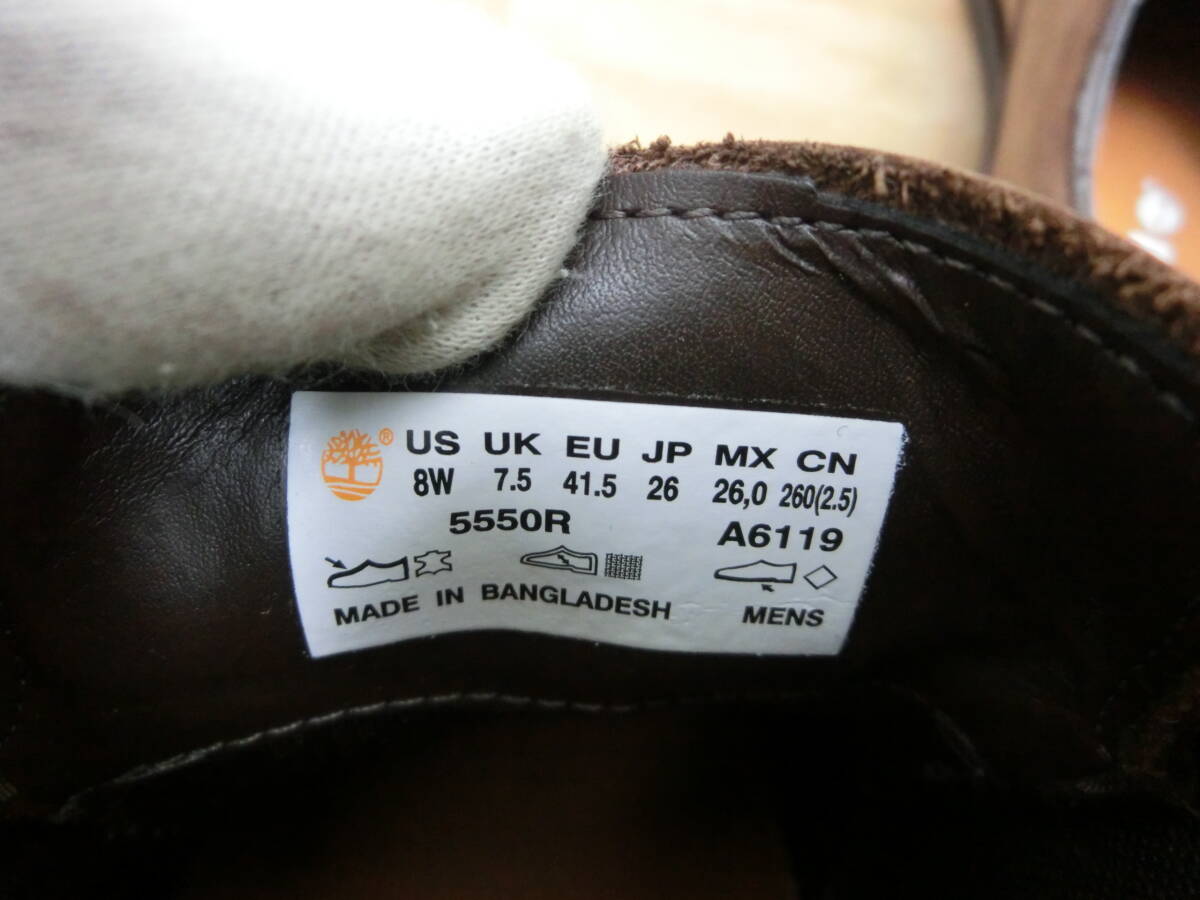 ® US UK EU JP MX CN
8W 7.5 41.5 26 26,0 260(2.5)
5550R A6119
MADE IN BANGLADESH MENS